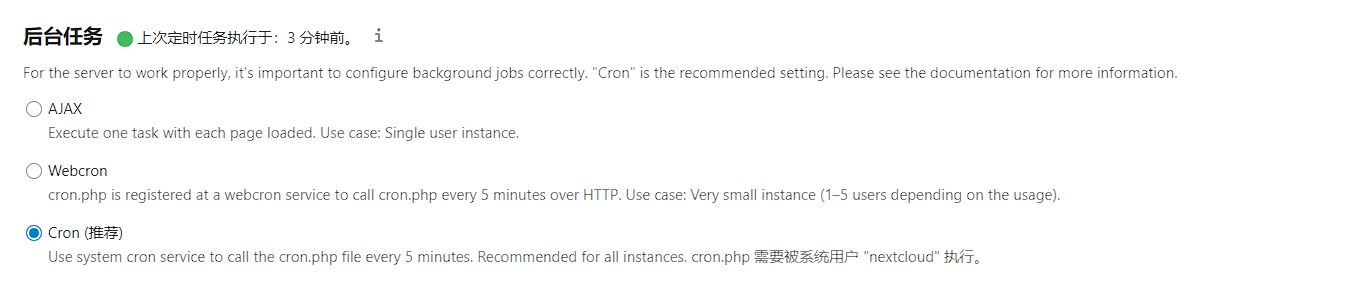 后台任务 上次定时任务执行于：3 分钟前。 i
For the server to work properly, it's important to configure background jobs correctly. "Cron" is the recommended setting. Please see the documentation for more information.
AJAX
Execute one task with each page loaded. Use case: Single user instance.
Webcron
cron.php is registered at a webcron service to call cron.php every 5 minutes over HTTP. Use case: Very small instance (1–5 users depending on the usage).
Cron (推荐)
Use system cron service to call the cron.php file every 5 minutes. Recommended for all instances. cron.php 需要被系统用户 "nextcloud" 执行。